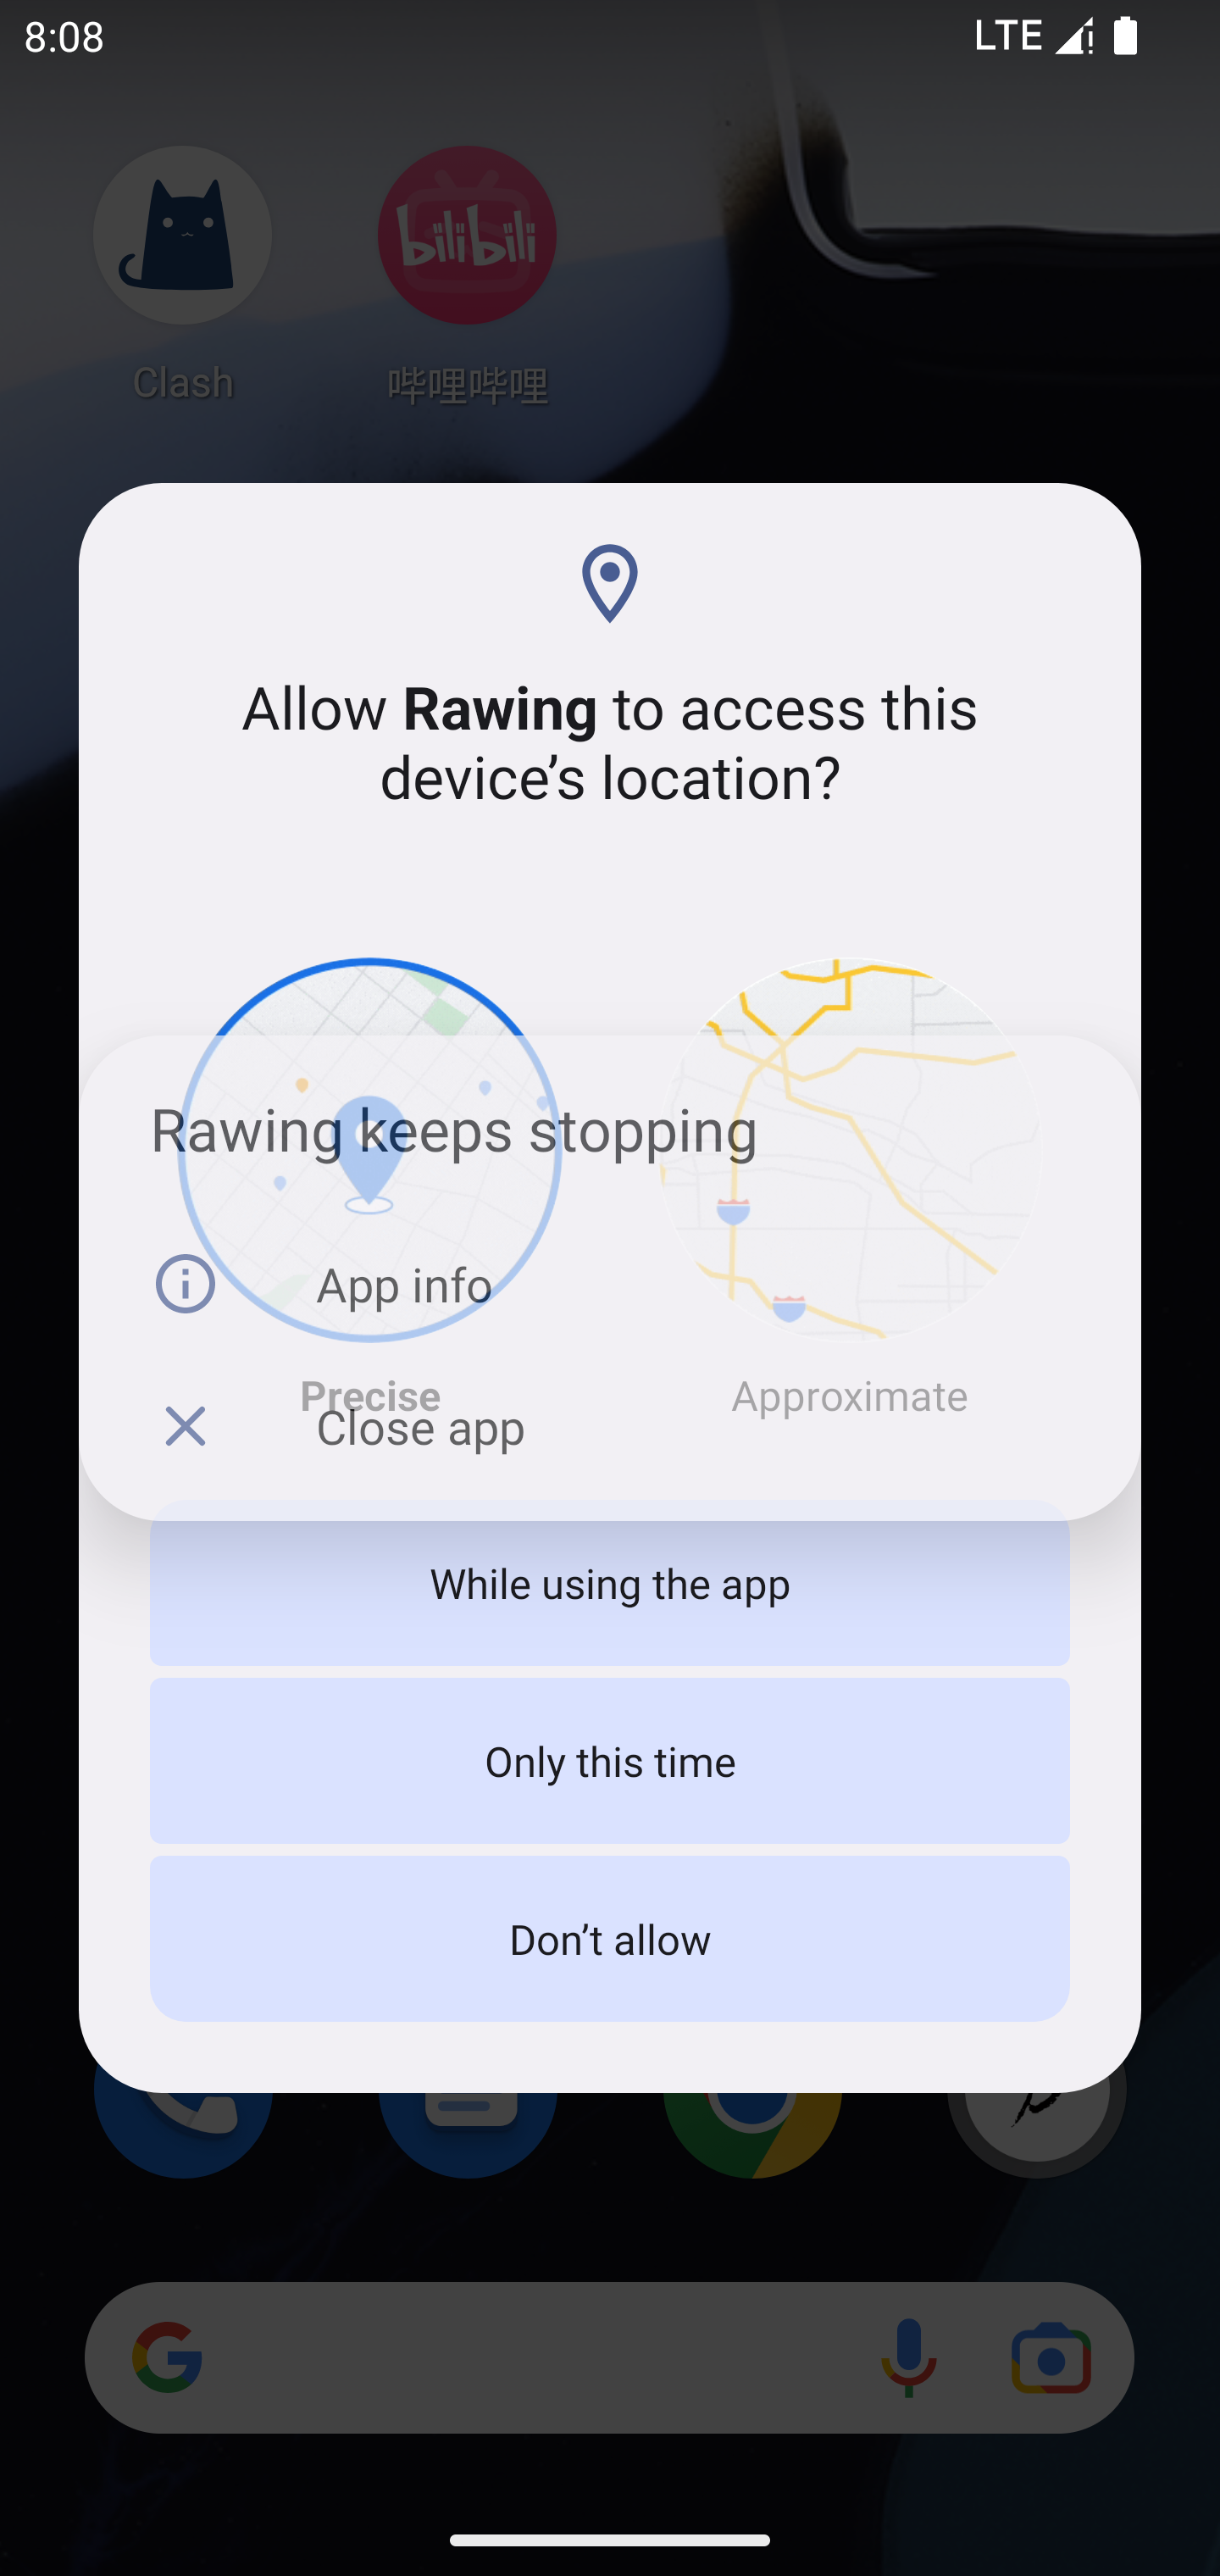 8:08
LTE
bilibili
Clash
哔哩哔哩
Allow Rawing to access this
device’s location?
Rawing keeps stopping
App info
Precise
Approximate
Close app
While using the app
Only this time
Don’t allow